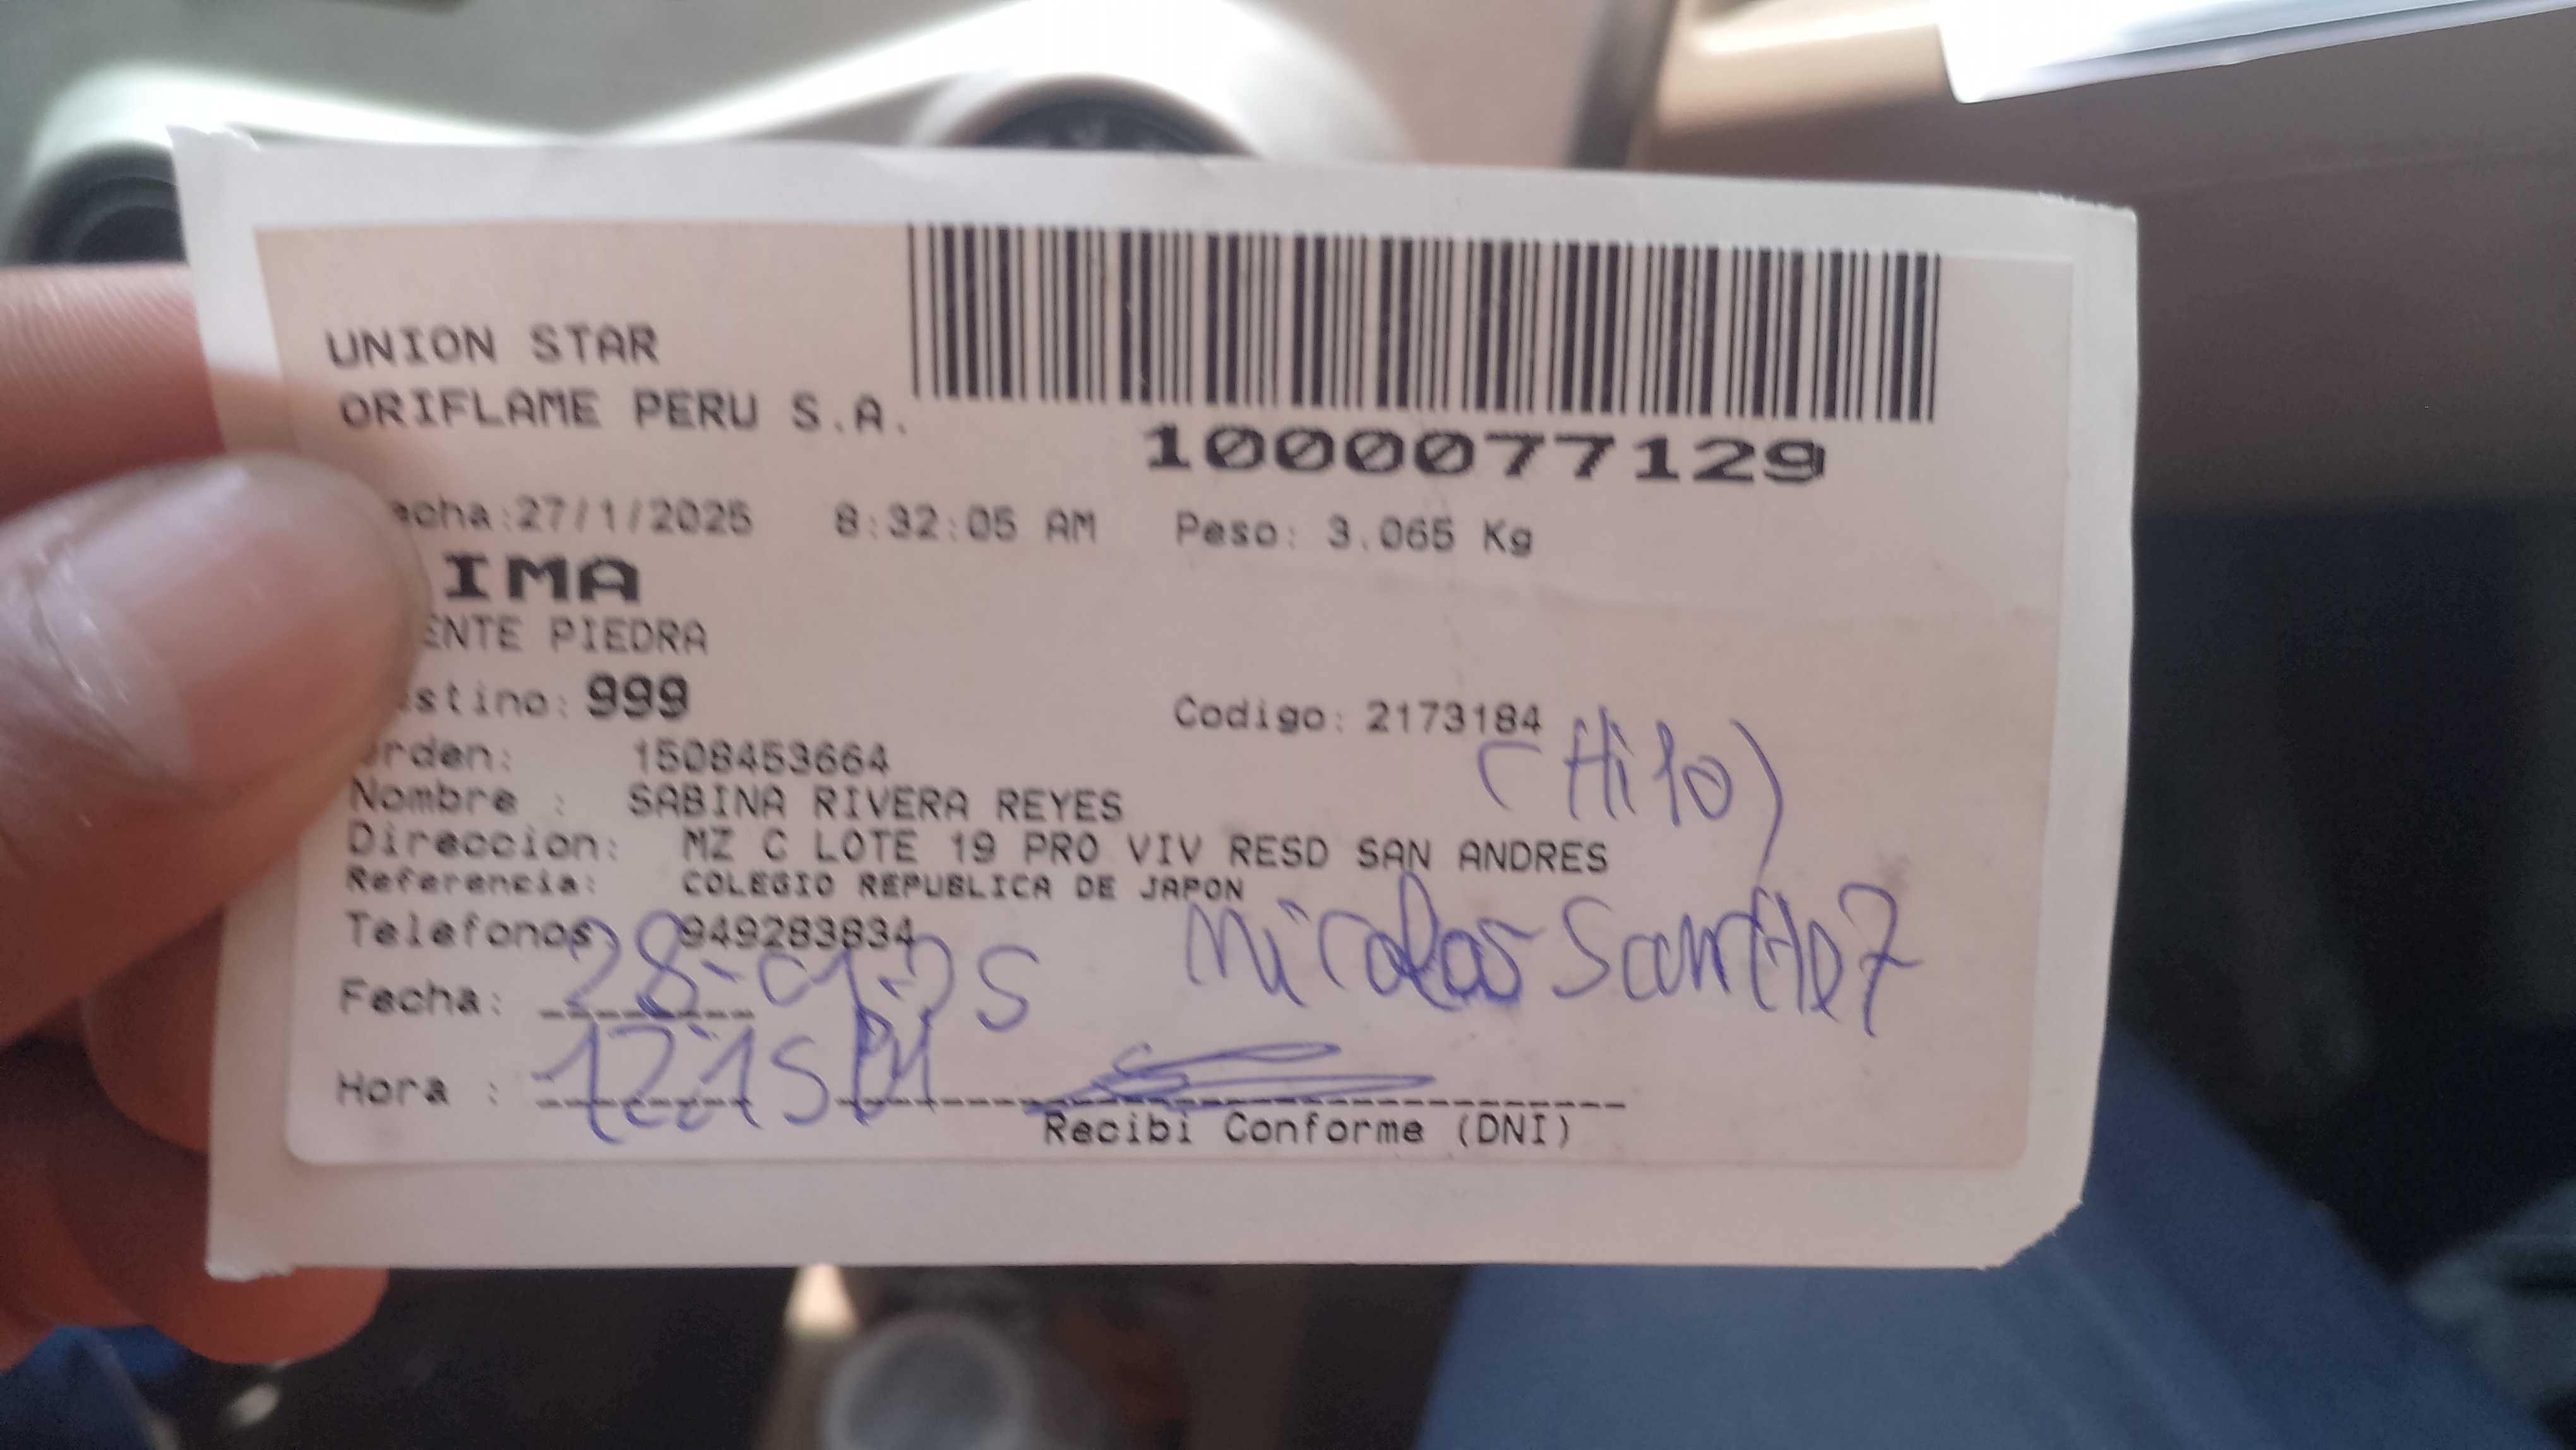 UNION STAR
ORIFLAME PERU S.A.
1000077129
echa:27/1/2025 8:32:05 AM Peso: 3.065 Kg
IMA
ENTE PIEDRA
stino: 999 Codigo: 2173184
rden: 1508453664
(Hijo)
Nombre : SABINA RIVERA REYES
Direccion: MZ C LOTE 19 PRO VIV RESD SAN ANDRES
Referencia: COLEGIO REPUBLICA DE JAPON
Telefonos: 949283834
Nicolas Sanchez
Fecha: 28-01-25
Hora : 12:15 PM
Recibi Conforme (DNI)